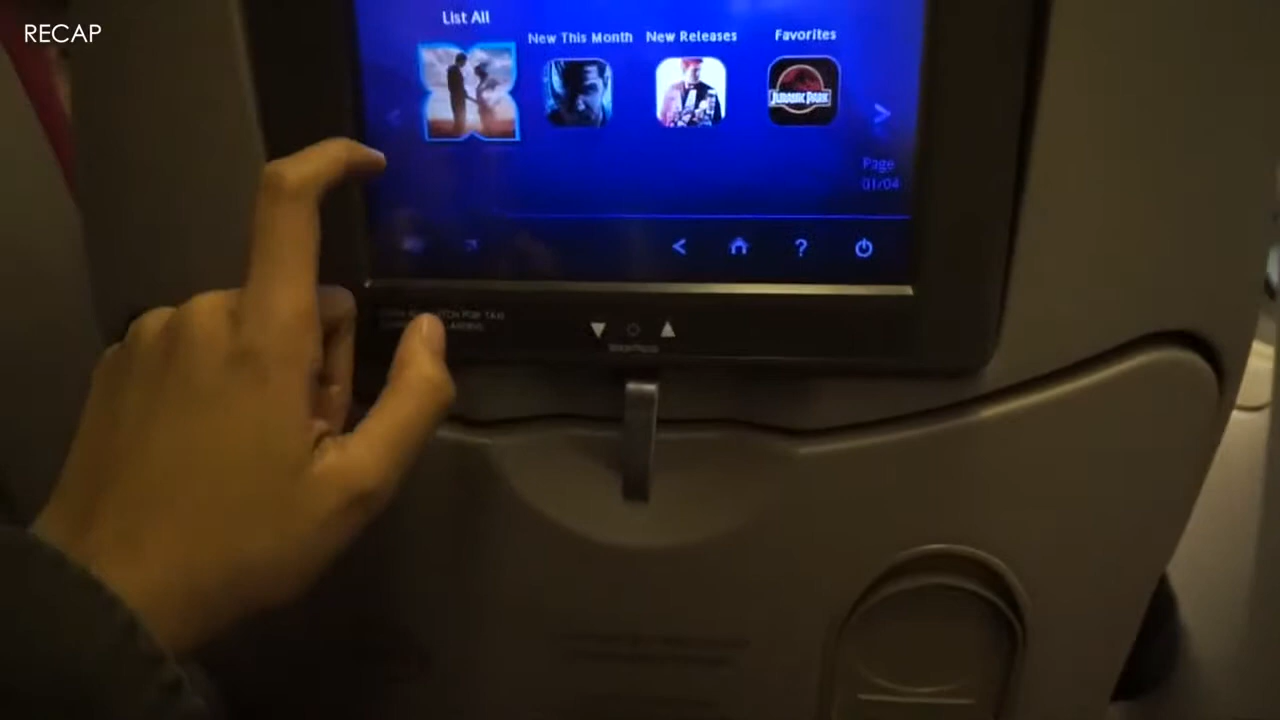 RECAP
List All
New This Month
New Releases
Favorites
JURASSIC PARK
>
Page
01/04
< ?